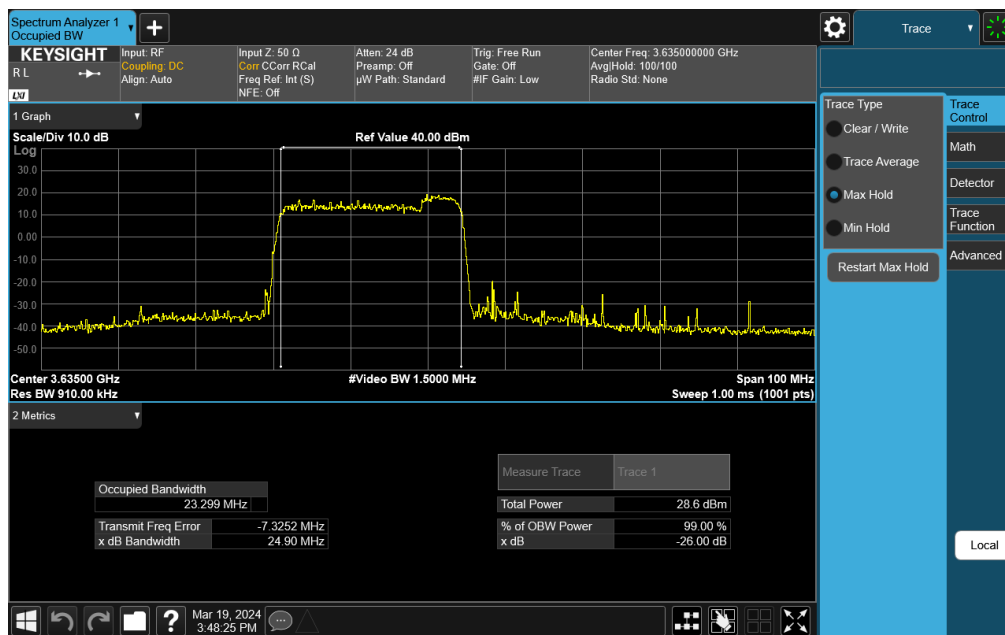 Spectrum Analyzer 1
Occupied BW
Trace
KEYSIGHT
R L
LXI
Input: RF
Coupling: DC
Align: Auto
Input Z: 50 Ω
Corr CCorr RCal
Freq Ref: Int (S)
NFE: Off
Atten: 24 dB
Preamp: Off
µW Path: Standard
Trig: Free Run
Gate: Off
#IF Gain: Low
Center Freq: 3.635000000 GHz
Avg|Hold: 100/100
Radio Std: None
1 Graph
Scale/Div 10.0 dB
Ref Value 40.00 dBm
Log
30.0
20.0
10.0
0.00
-10.0
-20.0
-30.0
-40.0
-50.0
Center 3.63500 GHz
#Video BW 1.5000 MHz
Span 100 MHz
Res BW 910.00 kHz
Sweep 1.00 ms (1001 pts)
2 Metrics
Measure Trace
Trace 1
Occupied Bandwidth
23.299 MHz
Total Power
28.6 dBm
Transmit Freq Error
-7.3252 MHz
% of OBW Power
99.00 %
x dB Bandwidth
24.90 MHz
x dB
-26.00 dB
Trace Type
Clear / Write
Trace Average
Max Hold
Min Hold
Restart Max Hold
Trace
Control
Math
Detector
Trace
Function
Advanced
Local
?
Mar 19, 2024
3:48:25 PM